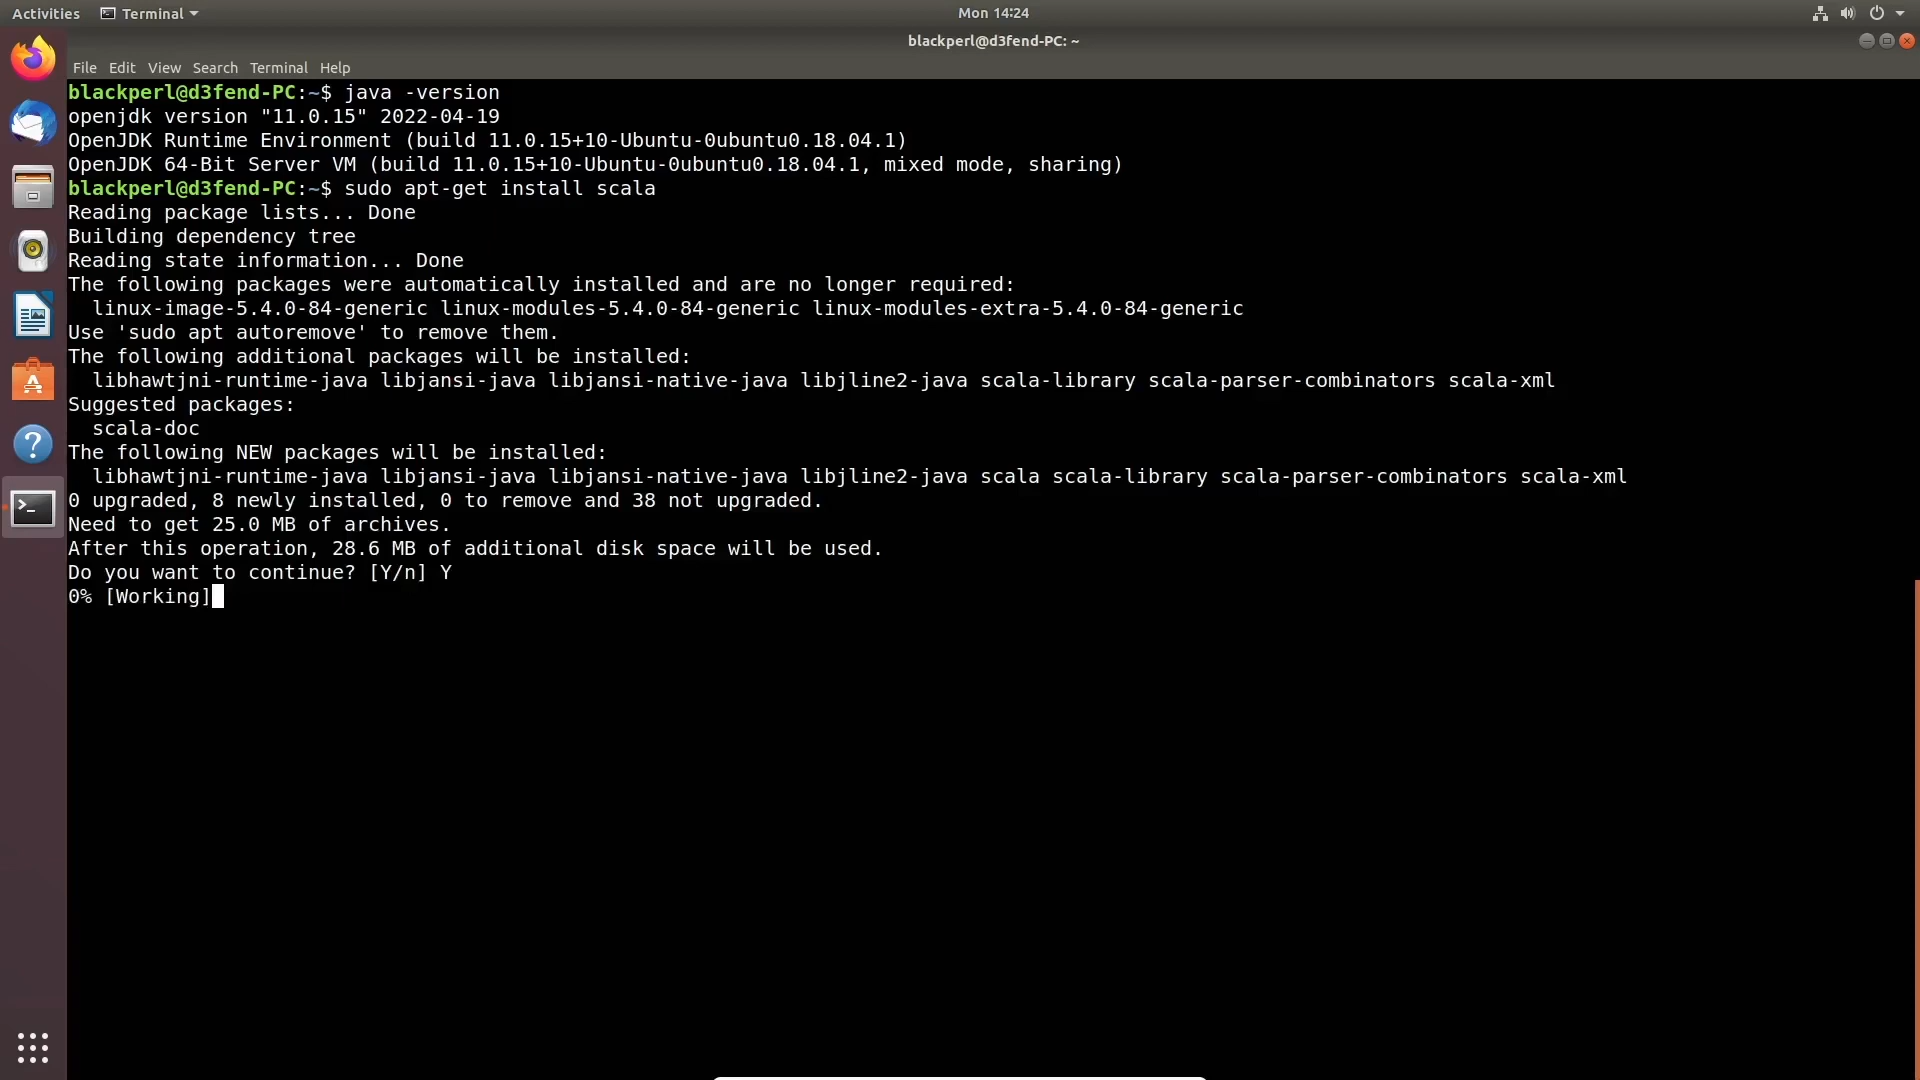 Activities Terminal Mon 14:24
blackperl@d3fend-PC: ~
File Edit View Search Terminal Help
blackperl@d3fend-PC:~$ java -version
openjdk version "11.0.15" 2022-04-19
OpenJDK Runtime Environment (build 11.0.15+10-Ubuntu-0ubuntu0.18.04.1)
OpenJDK 64-Bit Server VM (build 11.0.15+10-Ubuntu-0ubuntu0.18.04.1, mixed mode, sharing)
blackperl@d3fend-PC:~$ sudo apt-get install scala
Reading package lists... Done
Building dependency tree
Reading state information... Done
The following packages were automatically installed and are no longer required:
linux-image-5.4.0-84-generic linux-modules-5.4.0-84-generic linux-modules-extra-5.4.0-84-generic
Use 'sudo apt autoremove' to remove them.
The following additional packages will be installed:
libhawtjni-runtime-java libjansi-java libjansi-native-java libjline2-java scala-library scala-parser-combinators scala-xml
Suggested packages:
scala-doc
The following NEW packages will be installed:
libhawtjni-runtime-java libjansi-java libjansi-native-java libjline2-java scala scala-library scala-parser-combinators scala-xml
0 upgraded, 8 newly installed, 0 to remove and 38 not upgraded.
Need to get 25.0 MB of archives.
After this operation, 28.6 MB of additional disk space will be used.
Do you want to continue? [Y/n] Y
0% [Working]